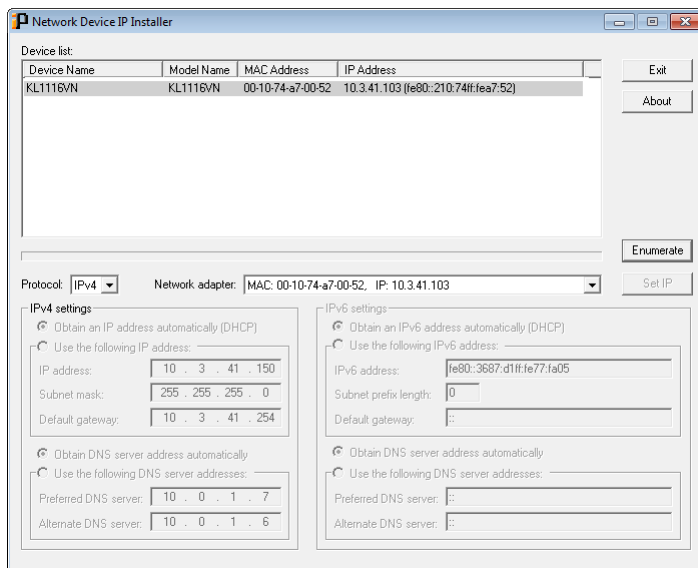 Network Device IP Installer
Device list:
Device Name Model Name MAC Address IP Address
KL1116VN KL1116VN 00-10-74-a7-00-52 10.3.41.103 (fe80::210:74ff:fea7:52)
Exit
About
Enumerate
Protocol: IPv4 Network adapter: MAC: 00-10-74-a7-00-52, IP: 10.3.41.103 Set IP
IPv4 settings
Obtain an IP address automatically (DHCP)
Use the following IP address:
IP address: 10 . 3 . 41 . 150
Subnet mask: 255 . 255 . 255 . 0
Default gateway: 10 . 3 . 41 . 254
Obtain DNS server address automatically
Use the following DNS server addresses:
Preferred DNS server: 10 . 0 . 1 . 7
Alternate DNS server: 10 . 0 . 1 . 6
IPv6 settings
Obtain an IPv6 address automatically (DHCP)
Use the following IPv6 address:
IPv6 address: fe80::3687:d1ff:fe77:fa05
Subnet prefix length: 0
Default gateway: ::
Obtain DNS server address automatically
Use the following DNS server addresses:
Preferred DNS server: ::
Alternate DNS server: ::